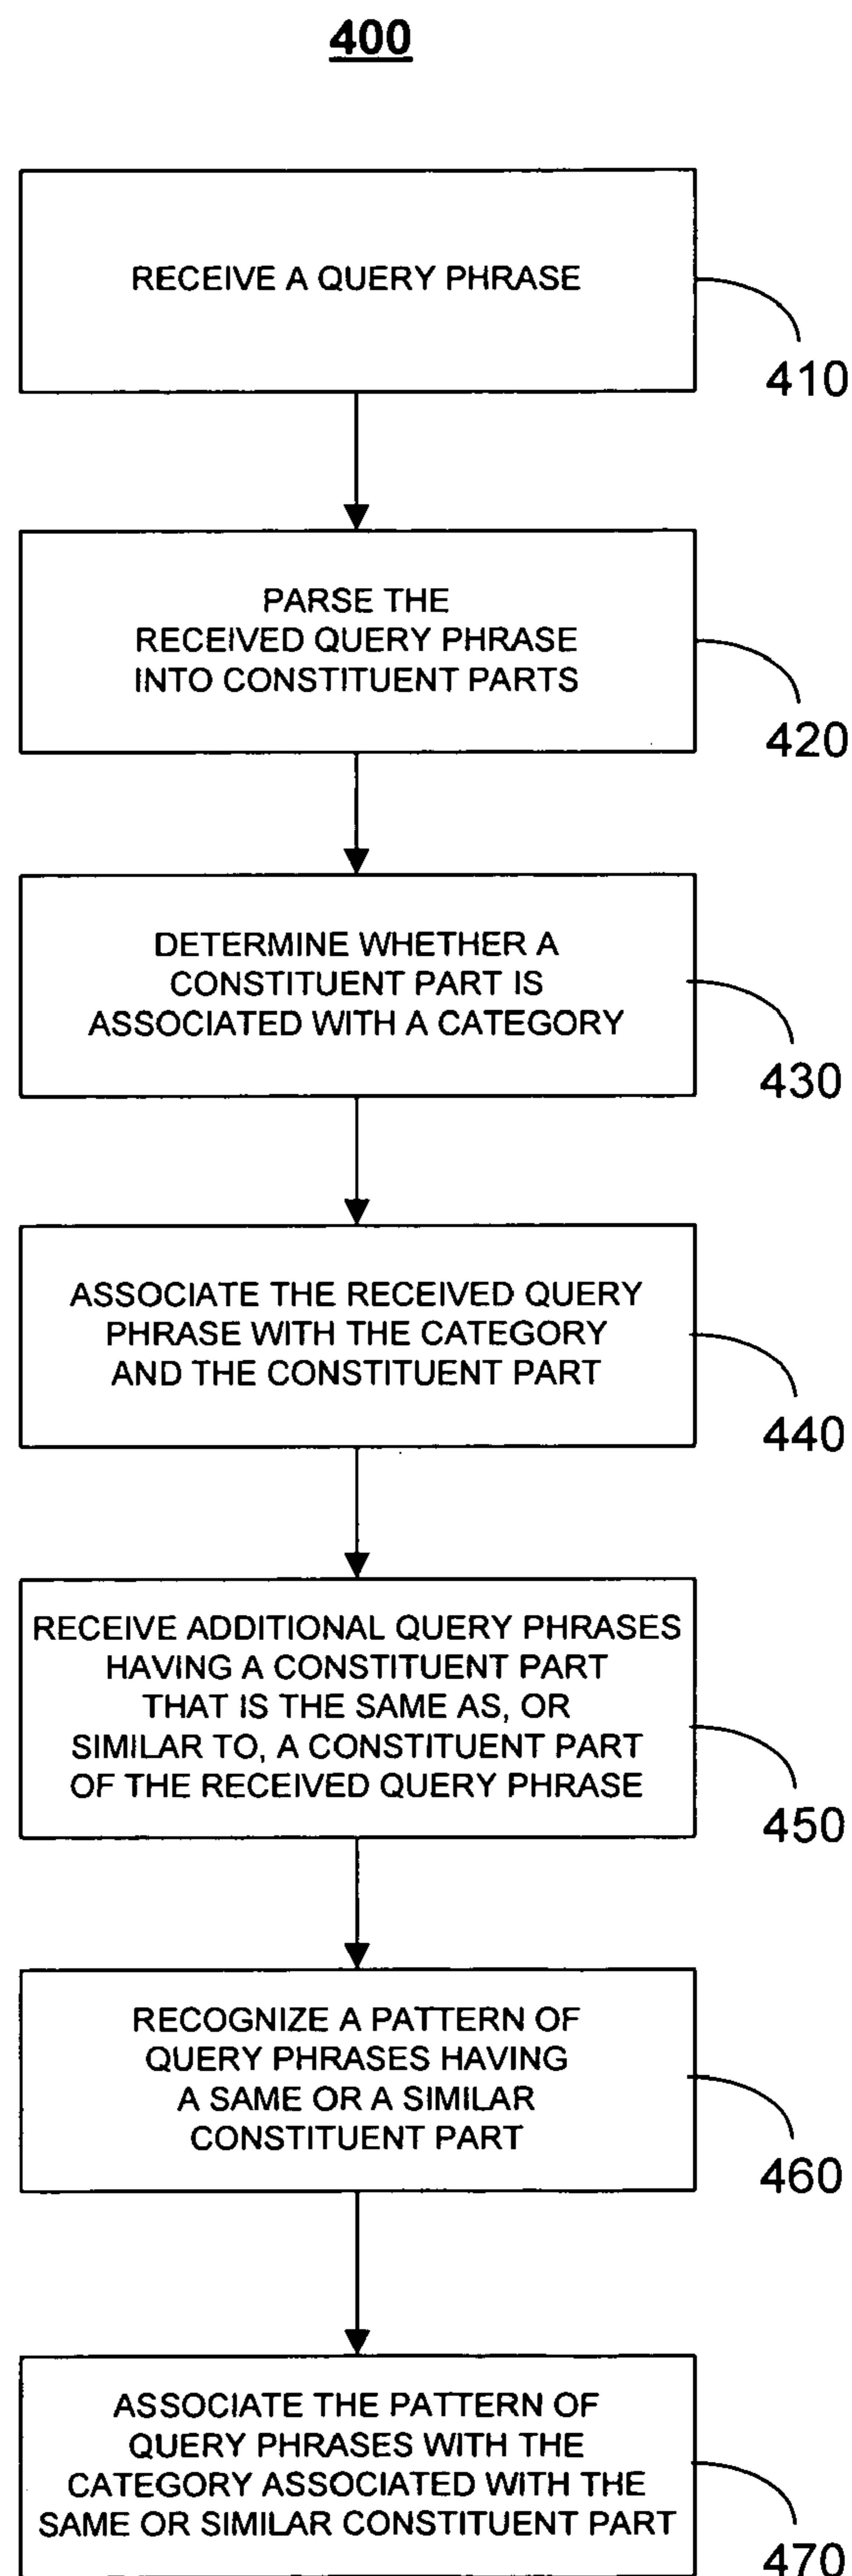 400
RECEIVE A QUERY PHRASE
410
PARSE THE
RECEIVED QUERY PHRASE
INTO CONSTITUENT PARTS
420
DETERMINE WHETHER A
CONSTITUENT PART IS
ASSOCIATED WITH A CATEGORY
430
ASSOCIATE THE RECEIVED QUERY
PHRASE WITH THE CATEGORY
AND THE CONSTITUENT PART
440
RECEIVE ADDITIONAL QUERY PHRASES
HAVING A CONSTITUENT PART
THAT IS THE SAME AS, OR
SIMILAR TO, A CONSTITUENT PART
OF THE RECEIVED QUERY PHRASE
450
RECOGNIZE A PATTERN OF
QUERY PHRASES HAVING
A SAME OR A SIMILAR
CONSTITUENT PART
460
ASSOCIATE THE PATTERN OF
QUERY PHRASES WITH THE
CATEGORY ASSOCIATED WITH THE
SAME OR SIMILAR CONSTITUENT PART
470